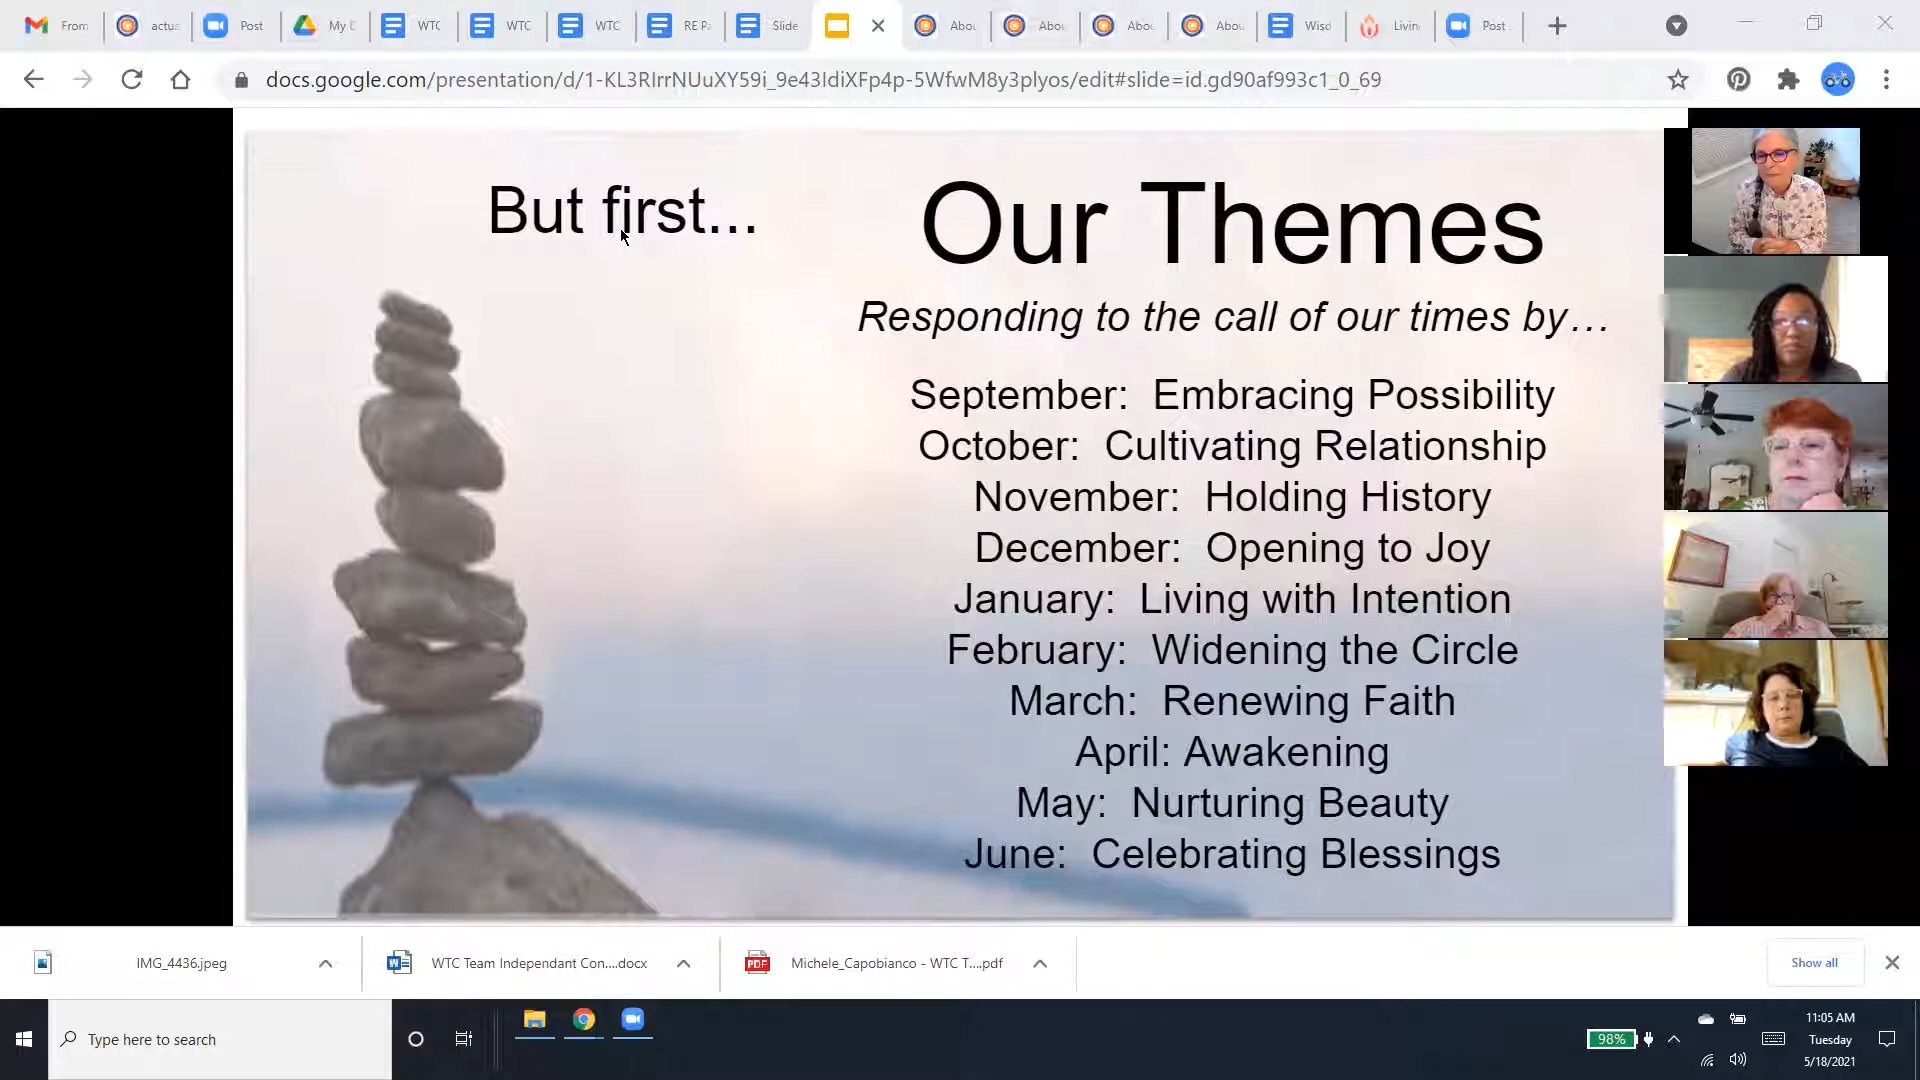 From
actua
Post
My D
WTC
WTC
WTC
RE Pa
Slide
Abou
Abou
Abou
Abou
Wisd
Livin
Post
docs.google.com/presentation/d/1-KL3RIrrNUuXY59i_9e43IdiXFp4p-5WfwM8y3plyos/edit#slide=id.gd90af993c1_0_69
But first...
Our Themes
Responding to the call of our times by...
September: Embracing Possibility
October: Cultivating Relationship
November: Holding History
December: Opening to Joy
January: Living with Intention
February: Widening the Circle
March: Renewing Faith
April: Awakening
May: Nurturing Beauty
June: Celebrating Blessings
IMG_4436.jpeg
WTC Team Independant Con....docx
PDF
Michele_Capobianco - WTC T....pdf
Show all
Type here to search
98%
11:05 AM
Tuesday
5/18/2021